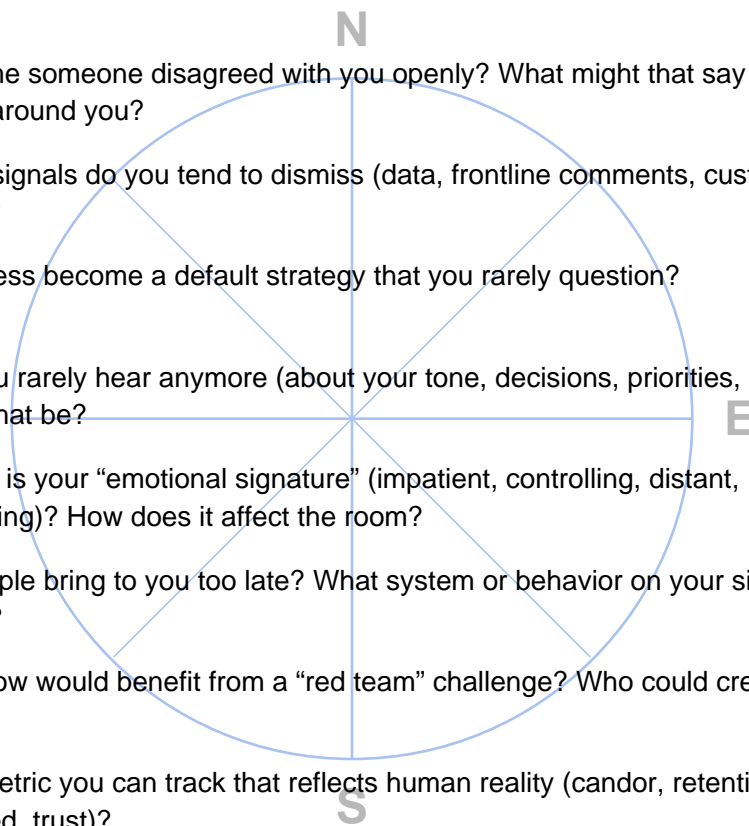 N
ne someone disagreed with you openly? What might that say
around you?
signals do you tend to dismiss (data, frontline comments, cust
?
ess become a default strategy that you rarely question?
u rarely hear anymore (about your tone, decisions, priorities,
hat be?
E
is your “emotional signature” (impatient, controlling, distant,
ing)? How does it affect the room?
ple bring to you too late? What system or behavior on your si
?
ow would benefit from a “red team” challenge? Who could cre
etric you can track that reflects human reality (candor, retenti
S
ed, trust)?